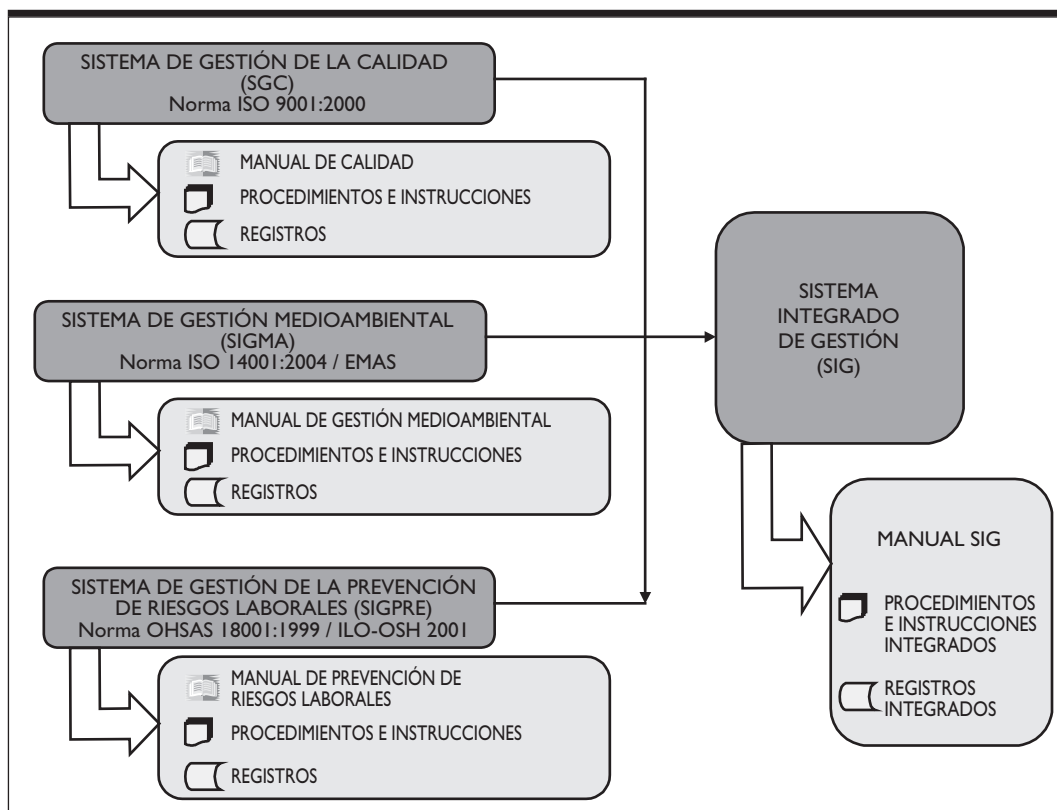 SISTEMA DE GESTIÓN DE LA CALIDAD
(SGC)
Norma ISO 9001:2000
MANUAL DE CALIDAD
PROCEDIMIENTOS E INSTRUCCIONES
REGISTROS
SISTEMA DE GESTIÓN MEDIOAMBIENTAL
(SIGMA)
Norma ISO 14001:2004 / EMAS
MANUAL DE GESTIÓN MEDIOAMBIENTAL
PROCEDIMIENTOS E INSTRUCCIONES
REGISTROS
SISTEMA DE GESTIÓN DE LA PREVENCIÓN
DE RIESGOS LABORALES (SIGPRE)
Norma OHSAS 18001:1999 / ILO-OSH 2001
MANUAL DE PREVENCIÓN DE
RIESGOS LABORALES
PROCEDIMIENTOS E INSTRUCCIONES
REGISTROS
SISTEMA
INTEGRADO
DE GESTIÓN
(SIG)
MANUAL SIG
PROCEDIMIENTOS
E INSTRUCCIONES
INTEGRADOS
REGISTROS
INTEGRADOS